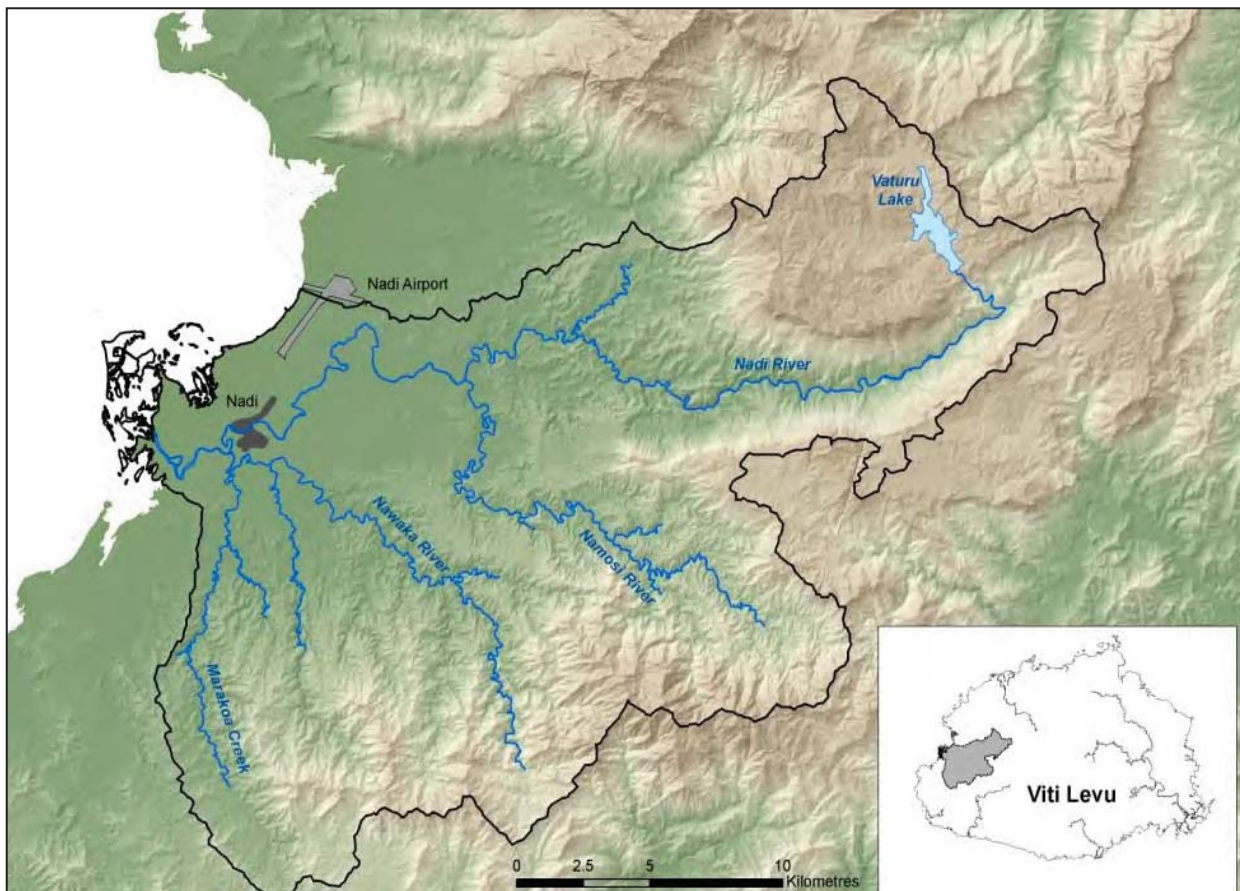 Vaturu
Lake
Nadi Airport
Nadi River
Nadi
Nawaka River
Namosi River
Marakoa Creek
Viti Levu
0 2.5 5 10
Kilometres